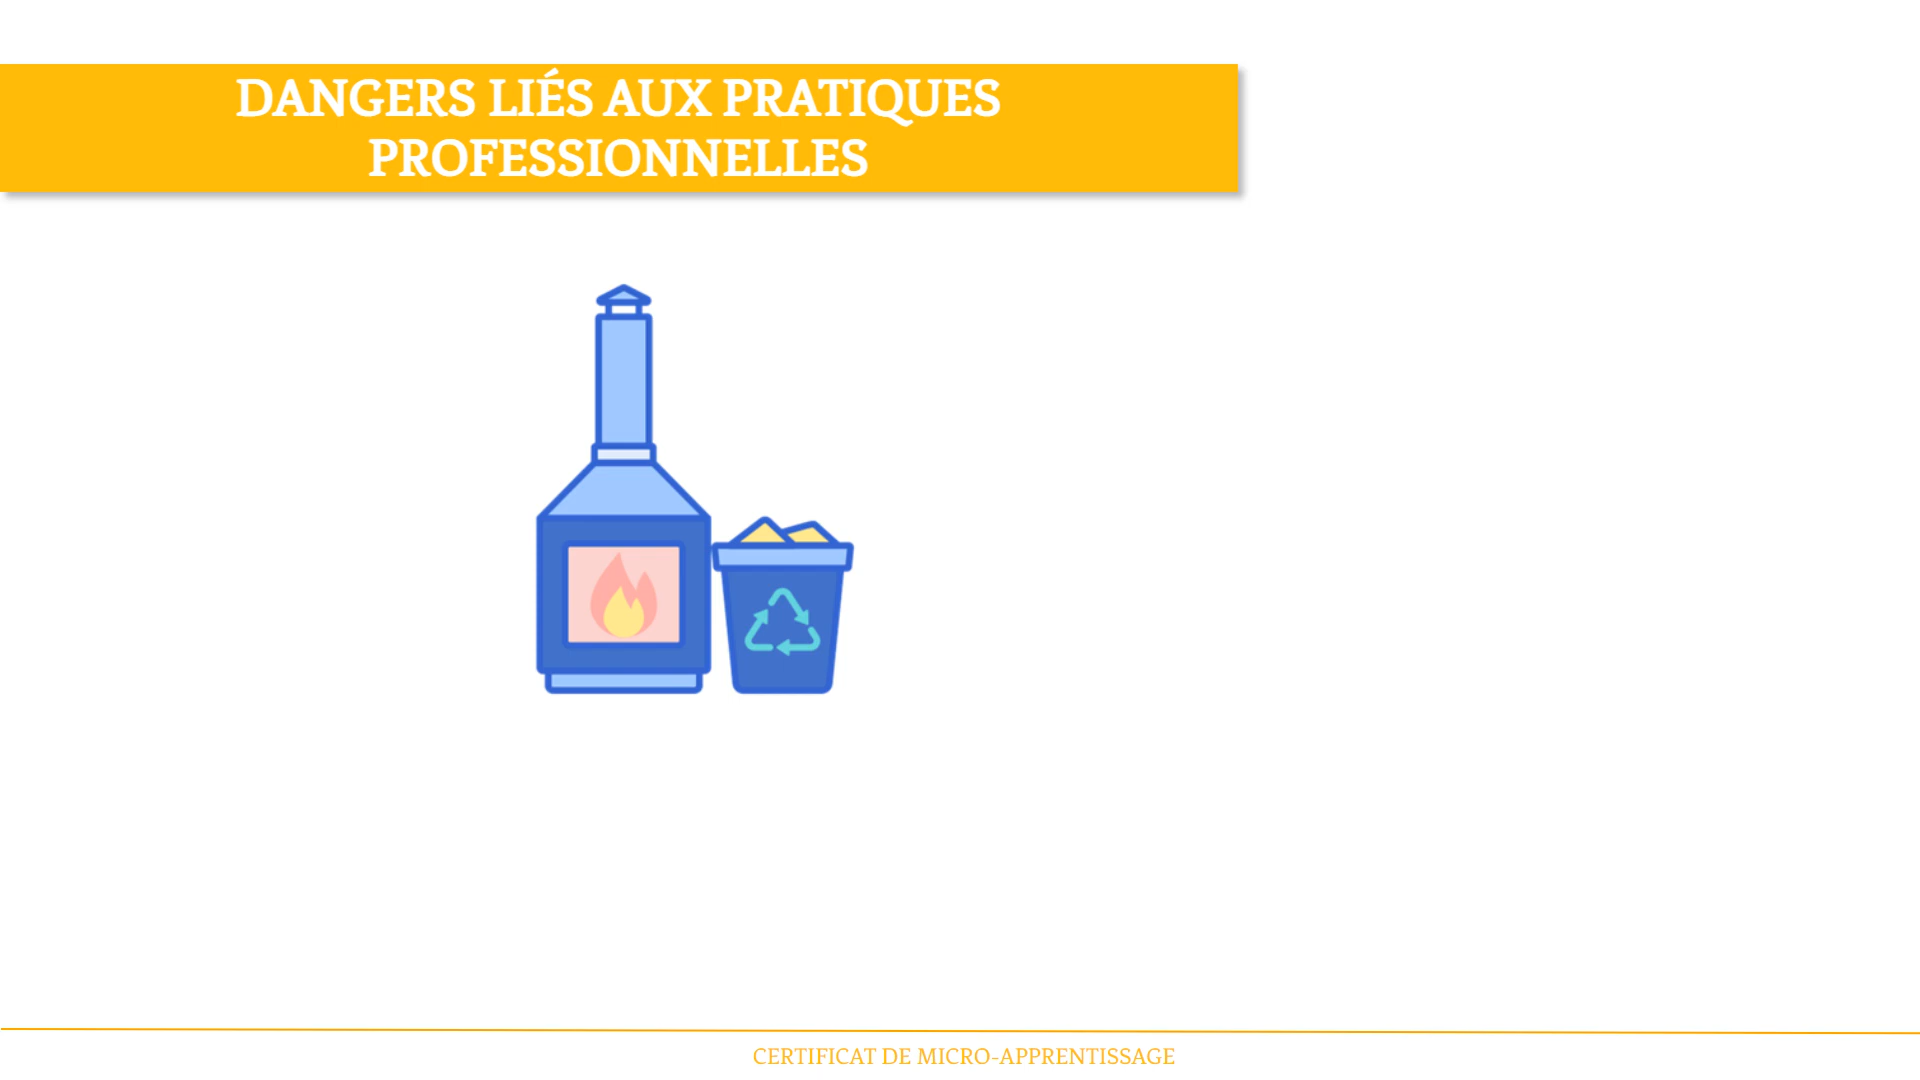 DANGERS LIÉS AUX PRATIQUES
PROFESSIONNELLES
CERTIFICAT DE MICRO-APPRENTISSAGE